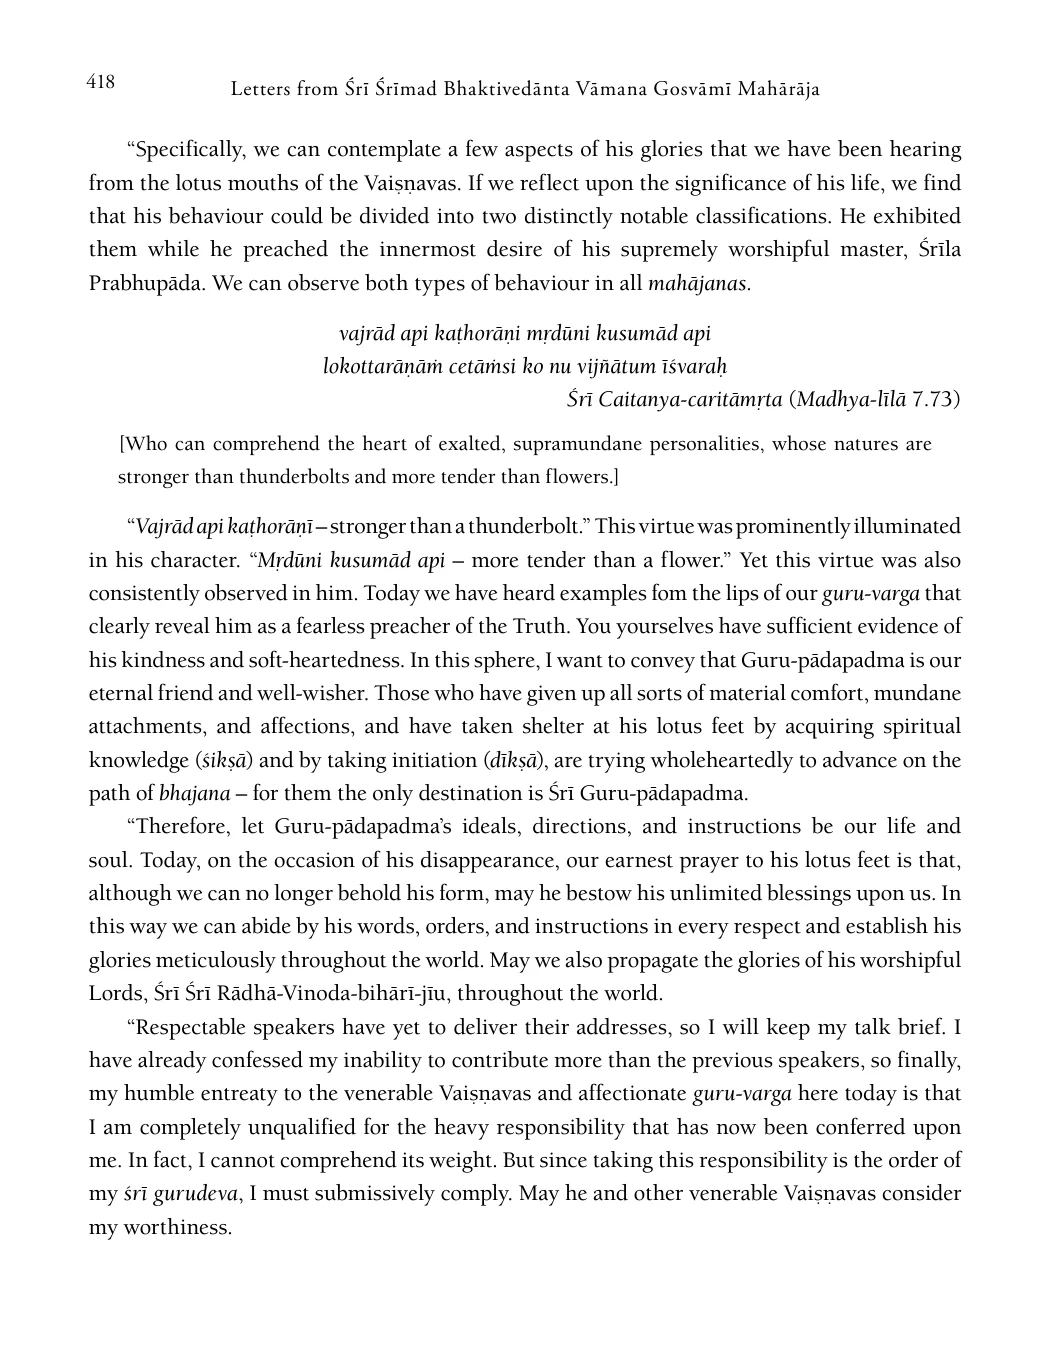 418
Letters from Śrī Śrīmad Bhaktivedānta Vāmana Gosvāmī Mahārāja
“Specifically, we can contemplate a few aspects of his glories that we have been hearing
from the lotus mouths of the Vaiṣṇavas. If we reflect upon the significance of his life, we find
that his behaviour could be divided into two distinctly notable classifications. He exhibited
them while he preached the innermost desire of his supremely worshipful master, Śrīla
Prabhupāda. We can observe both types of behaviour in all mahājanas.
vajrād api kaṭhorāṇi mṛdūni kusumād api
lokottarāṇāṁ cetāṁsi ko nu vijñātum īśvaraḥ
Śrī Caitanya-caritāmṛta (Madhya-līlā 7.73)
[Who can comprehend the heart of exalted, supramundane personalities, whose natures are
stronger than thunderbolts and more tender than flowers.]
“Vajrād api kaṭhorāṇī – stronger than a thunderbolt.” This virtue was prominently illuminated
in his character. “Mṛdūni kusumād api – more tender than a flower.” Yet this virtue was also
consistently observed in him. Today we have heard examples fom the lips of our guru-varga that
clearly reveal him as a fearless preacher of the Truth. You yourselves have sufficient evidence of
his kindness and soft-heartedness. In this sphere, I want to convey that Guru-pādapadma is our
eternal friend and well-wisher. Those who have given up all sorts of material comfort, mundane
attachments, and affections, and have taken shelter at his lotus feet by acquiring spiritual
knowledge (śikṣā) and by taking initiation (dīkṣā), are trying wholeheartedly to advance on the
path of bhajana – for them the only destination is Śrī Guru-pādapadma.
“Therefore, let Guru-pādapadma’s ideals, directions, and instructions be our life and
soul. Today, on the occasion of his disappearance, our earnest prayer to his lotus feet is that,
although we can no longer behold his form, may he bestow his unlimited blessings upon us. In
this way we can abide by his words, orders, and instructions in every respect and establish his
glories meticulously throughout the world. May we also propagate the glories of his worshipful
Lords, Śrī Śrī Rādhā-Vinoda-bihārī-jīu, throughout the world.
“Respectable speakers have yet to deliver their addresses, so I will keep my talk brief. I
have already confessed my inability to contribute more than the previous speakers, so finally,
my humble entreaty to the venerable Vaiṣṇavas and affectionate guru-varga here today is that
I am completely unqualified for the heavy responsibility that has now been conferred upon
me. In fact, I cannot comprehend its weight. But since taking this responsibility is the order of
my śrī gurudeva, I must submissively comply. May he and other venerable Vaiṣṇavas consider
my worthiness.